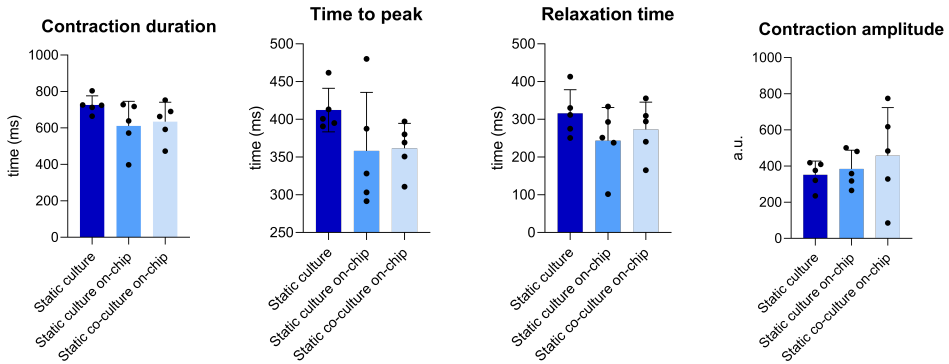 Contraction duration
time (ms)
1000
800
600
400
200
0
Static culture
Static culture on-chip
Static co-culture on-chip
Time to peak
time (ms)
500
450
400
350
300
250
Static culture
Static culture on-chip
Static co-culture on-chip
Relaxation time
time (ms)
500
400
300
200
100
0
Static culture
Static culture on-chip
Static co-culture on-chip
Contraction amplitude
a.u.
1000
800
600
400
200
0
Static culture
Static culture on-chip
Static co-culture on-chip